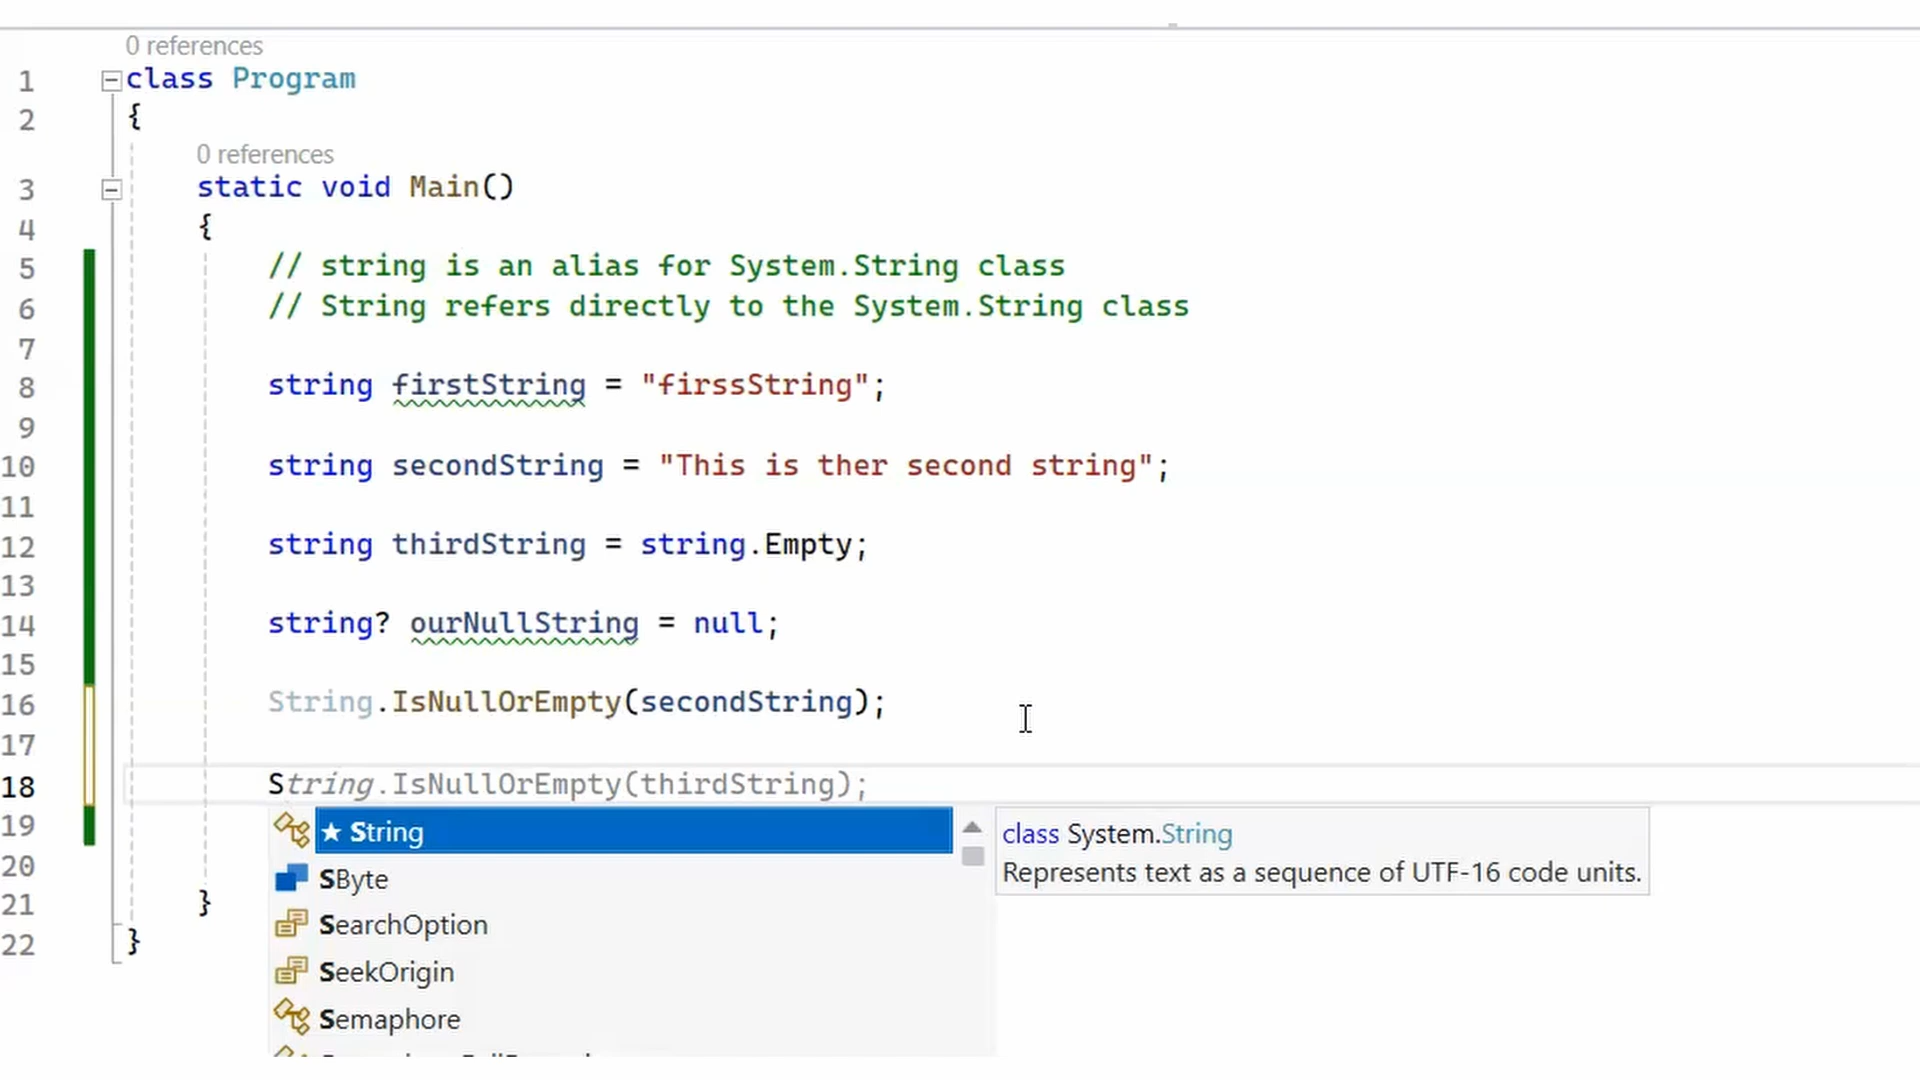 0 references
1 class Program
2 {
0 references
3 static void Main()
4 {
5 // string is an alias for System.String class
6 // String refers directly to the System.String class
7
8 string firstString = "firssString";
9
10 string secondString = "This is ther second string";
11
12 string thirdString = string.Empty;
13
14 string? ourNullString = null;
15
16 String.IsNullOrEmpty(secondString);
17
18 String.IsNullOrEmpty(thirdString);
19 ★ String
class System.String
Represents text as a sequence of UTF-16 code units.
20 SByte
21 } SearchOption
22 }
SeekOrigin
Semaphore